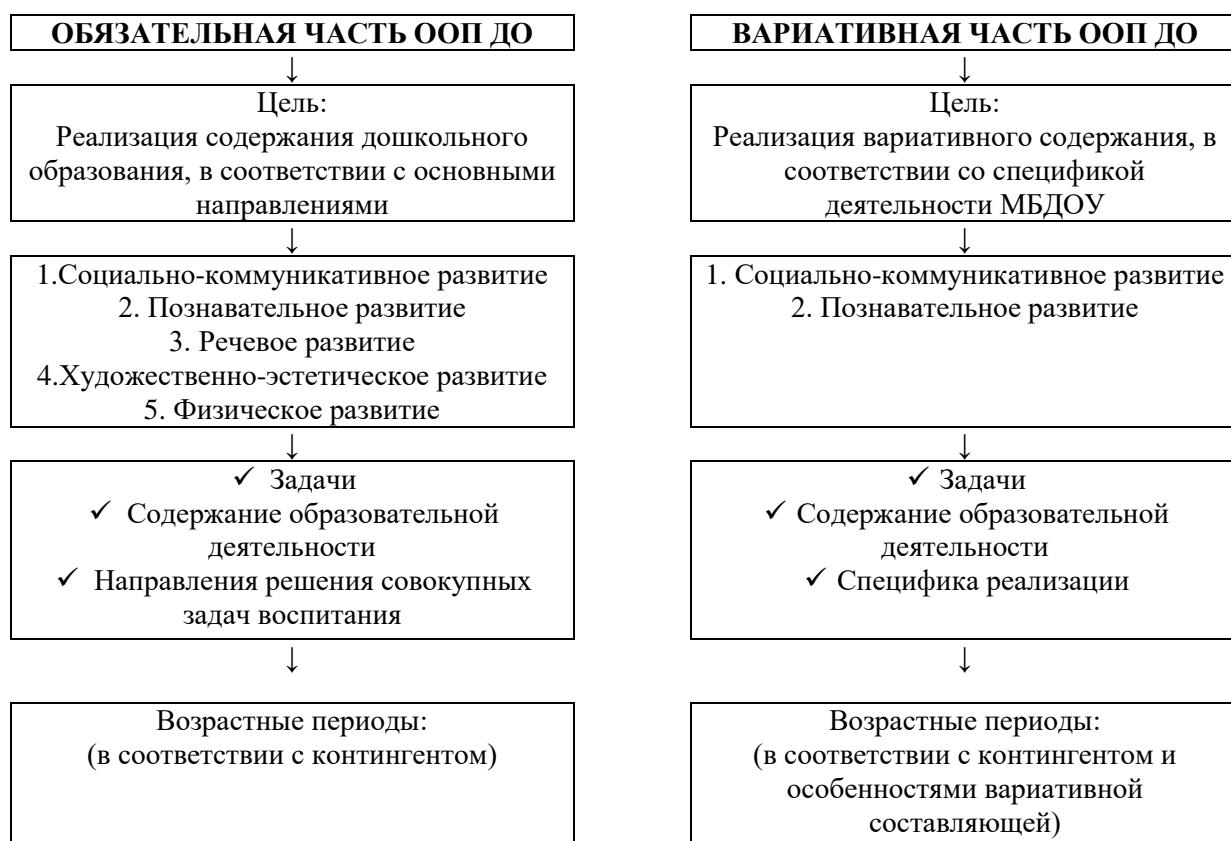 ОБЯЗАТЕЛЬНАЯ ЧАСТЬ ООП ДО
↓
Цель:
Реализация содержания дошкольного
образования, в соответствии с основными
направлениями
↓
1.Социально-коммуникативное развитие
2. Познавательное развитие
3. Речевое развитие
4.Художественно-эстетическое развитие
5. Физическое развитие
↓
✓ Задачи
✓ Содержание образовательной
деятельности
✓ Направления решения совокупных
задач воспитания
↓
Возрастные периоды:
(в соответствии с контингентом)
ВАРИАТИВНАЯ ЧАСТЬ ООП ДО
↓
Цель:
Реализация вариативного содержания, в
соответствии со спецификой
деятельности МБДОУ
↓
1. Социально-коммуникативное развитие
2. Познавательное развитие
↓
✓ Задачи
✓ Содержание образовательной
деятельности
✓ Специфика реализации
↓
Возрастные периоды:
(в соответствии с контингентом и
особенностями вариативной
составляющей)